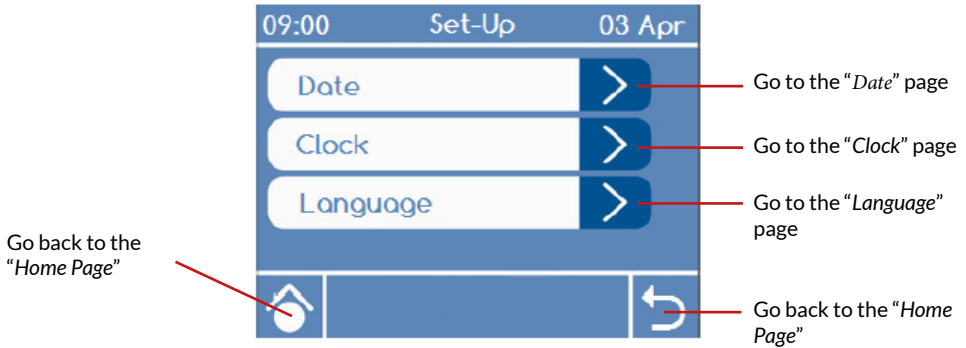 09:00 Set-Up 03 Apr
Date
Go to the “Date” page
Clock
Go to the “Clock” page
Language
Go to the “Language”
page
Go back to the
“Home Page”
Go back to the “Home
Page”